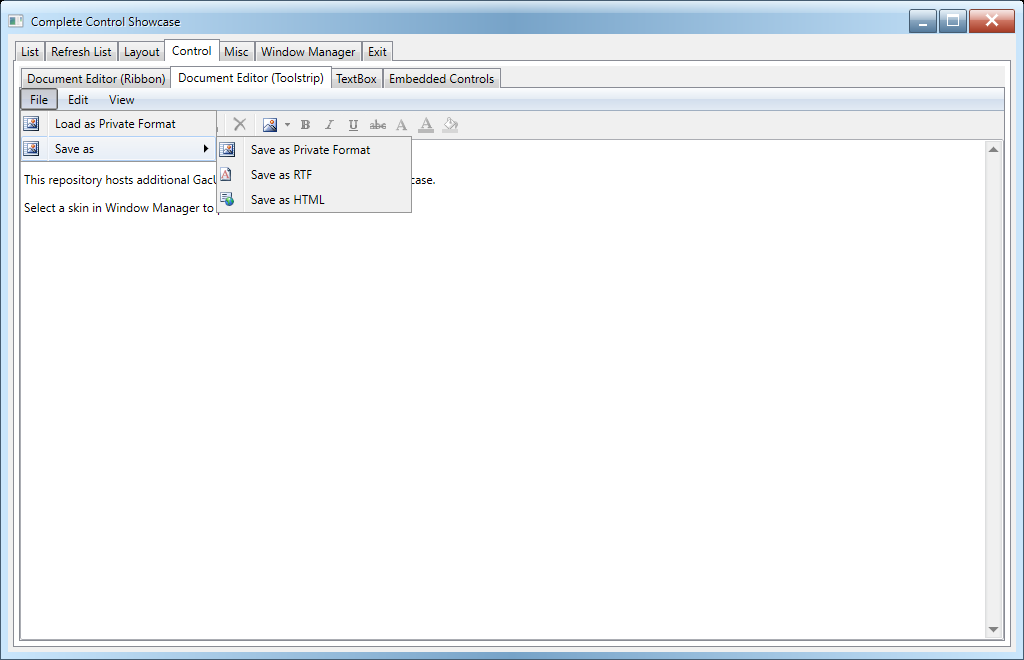 Complete Control Showcase
List Refresh List Layout Control Misc Window Manager Exit
Document Editor (Ribbon) Document Editor (Toolstrip) TextBox Embedded Controls
File Edit View
Load as Private Format
B I U abc A A
Save as
Save as Private Format
This repository hosts additional case.
Save as RTF
Select a skin in Window Manager to
Save as HTML